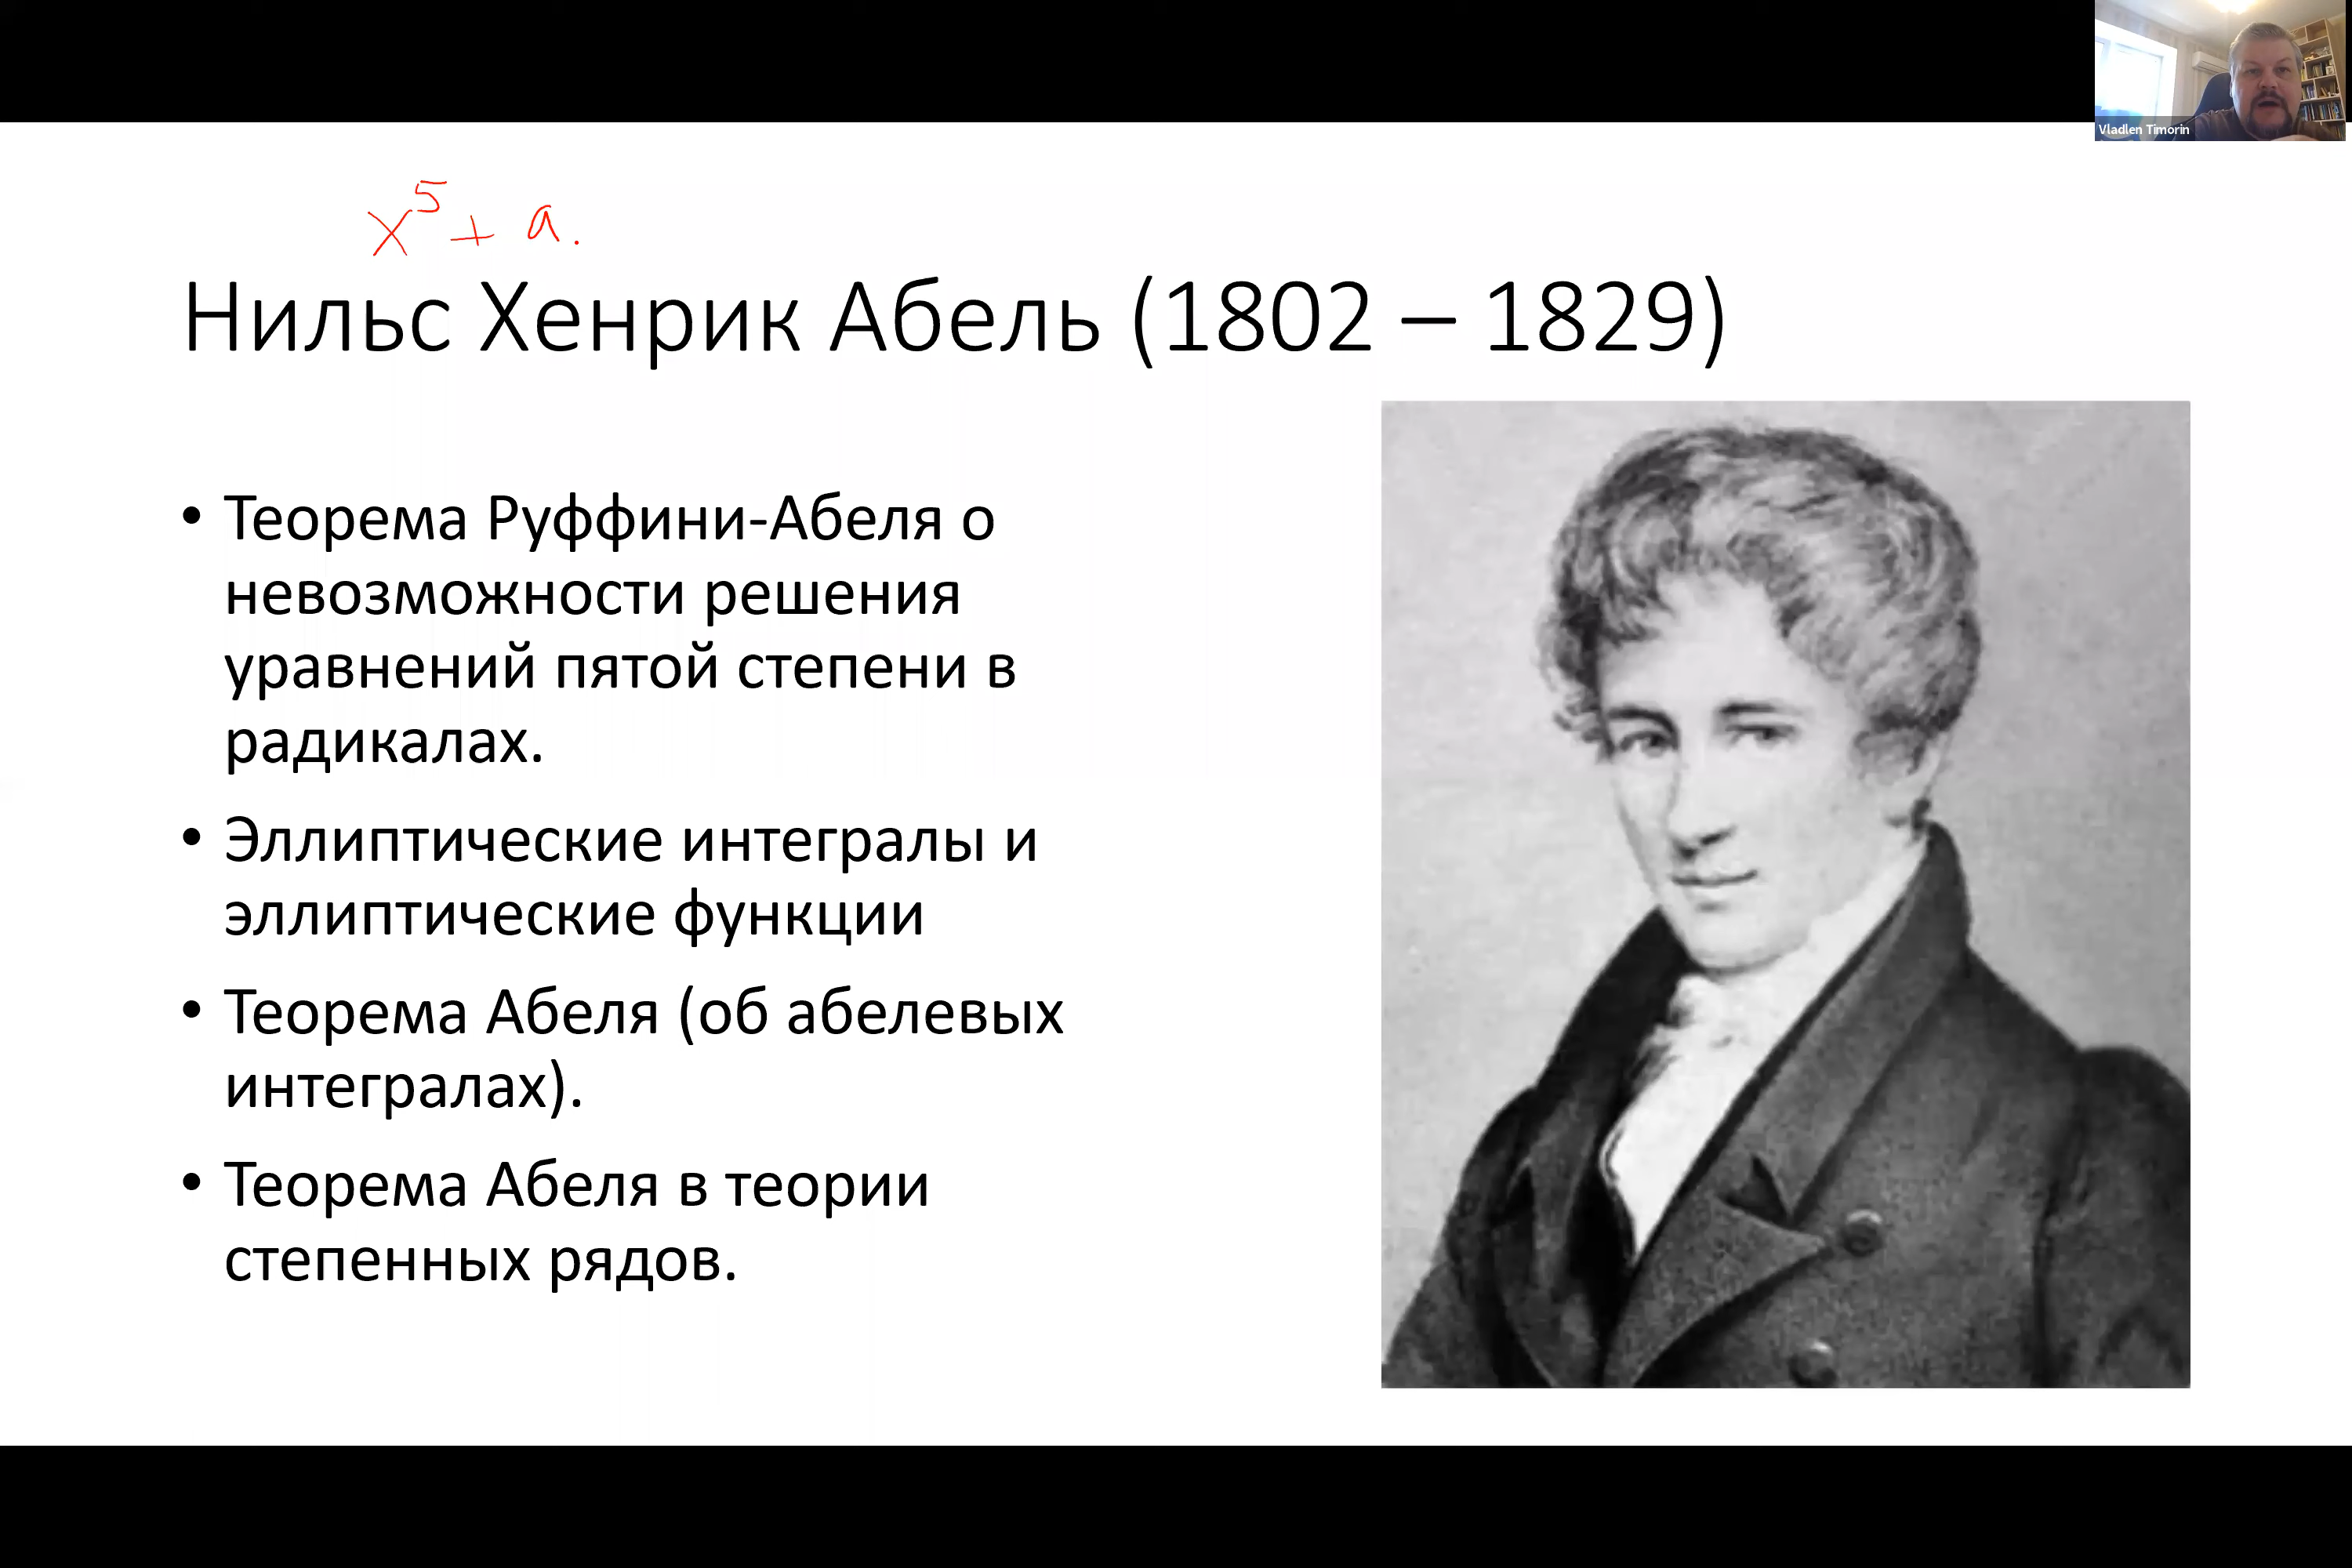 Vladlen Timorin
x⁵ + a.
Нильс Хенрик Абель (1802 – 1829)
• Теорема Руффини-Абеля о
невозможности решения
уравнений пятой степени в
радикалах.
• Эллиптические интегралы и
эллиптические функции
• Теорема Абеля (об абелевых
интегралах).
• Теорема Абеля в теории
степенных рядов.